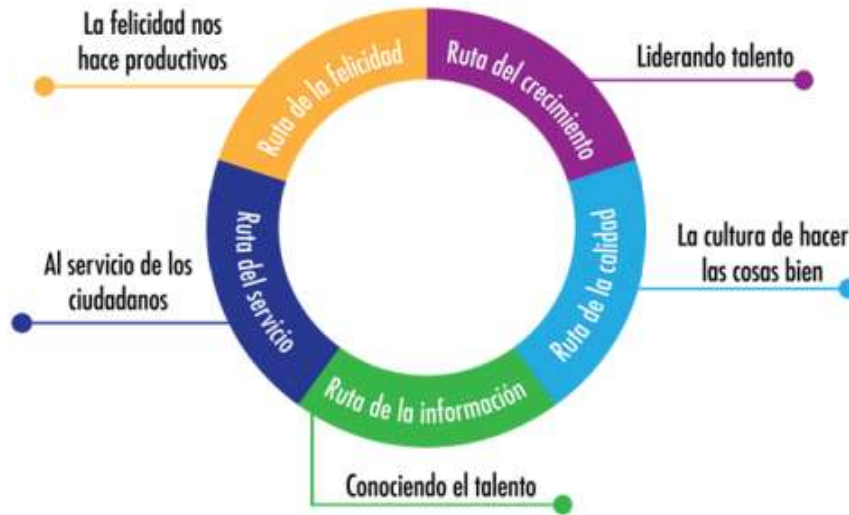 La felicidad nos
hace productivos
Ruta de la felicidad
Ruta del crecimiento
Liderando talento
Al servicio de los
ciudadanos
Ruta del servicio
Ruta de la calidad
La cultura de hacer
las cosas bien
Ruta de la información
Conociendo el talento